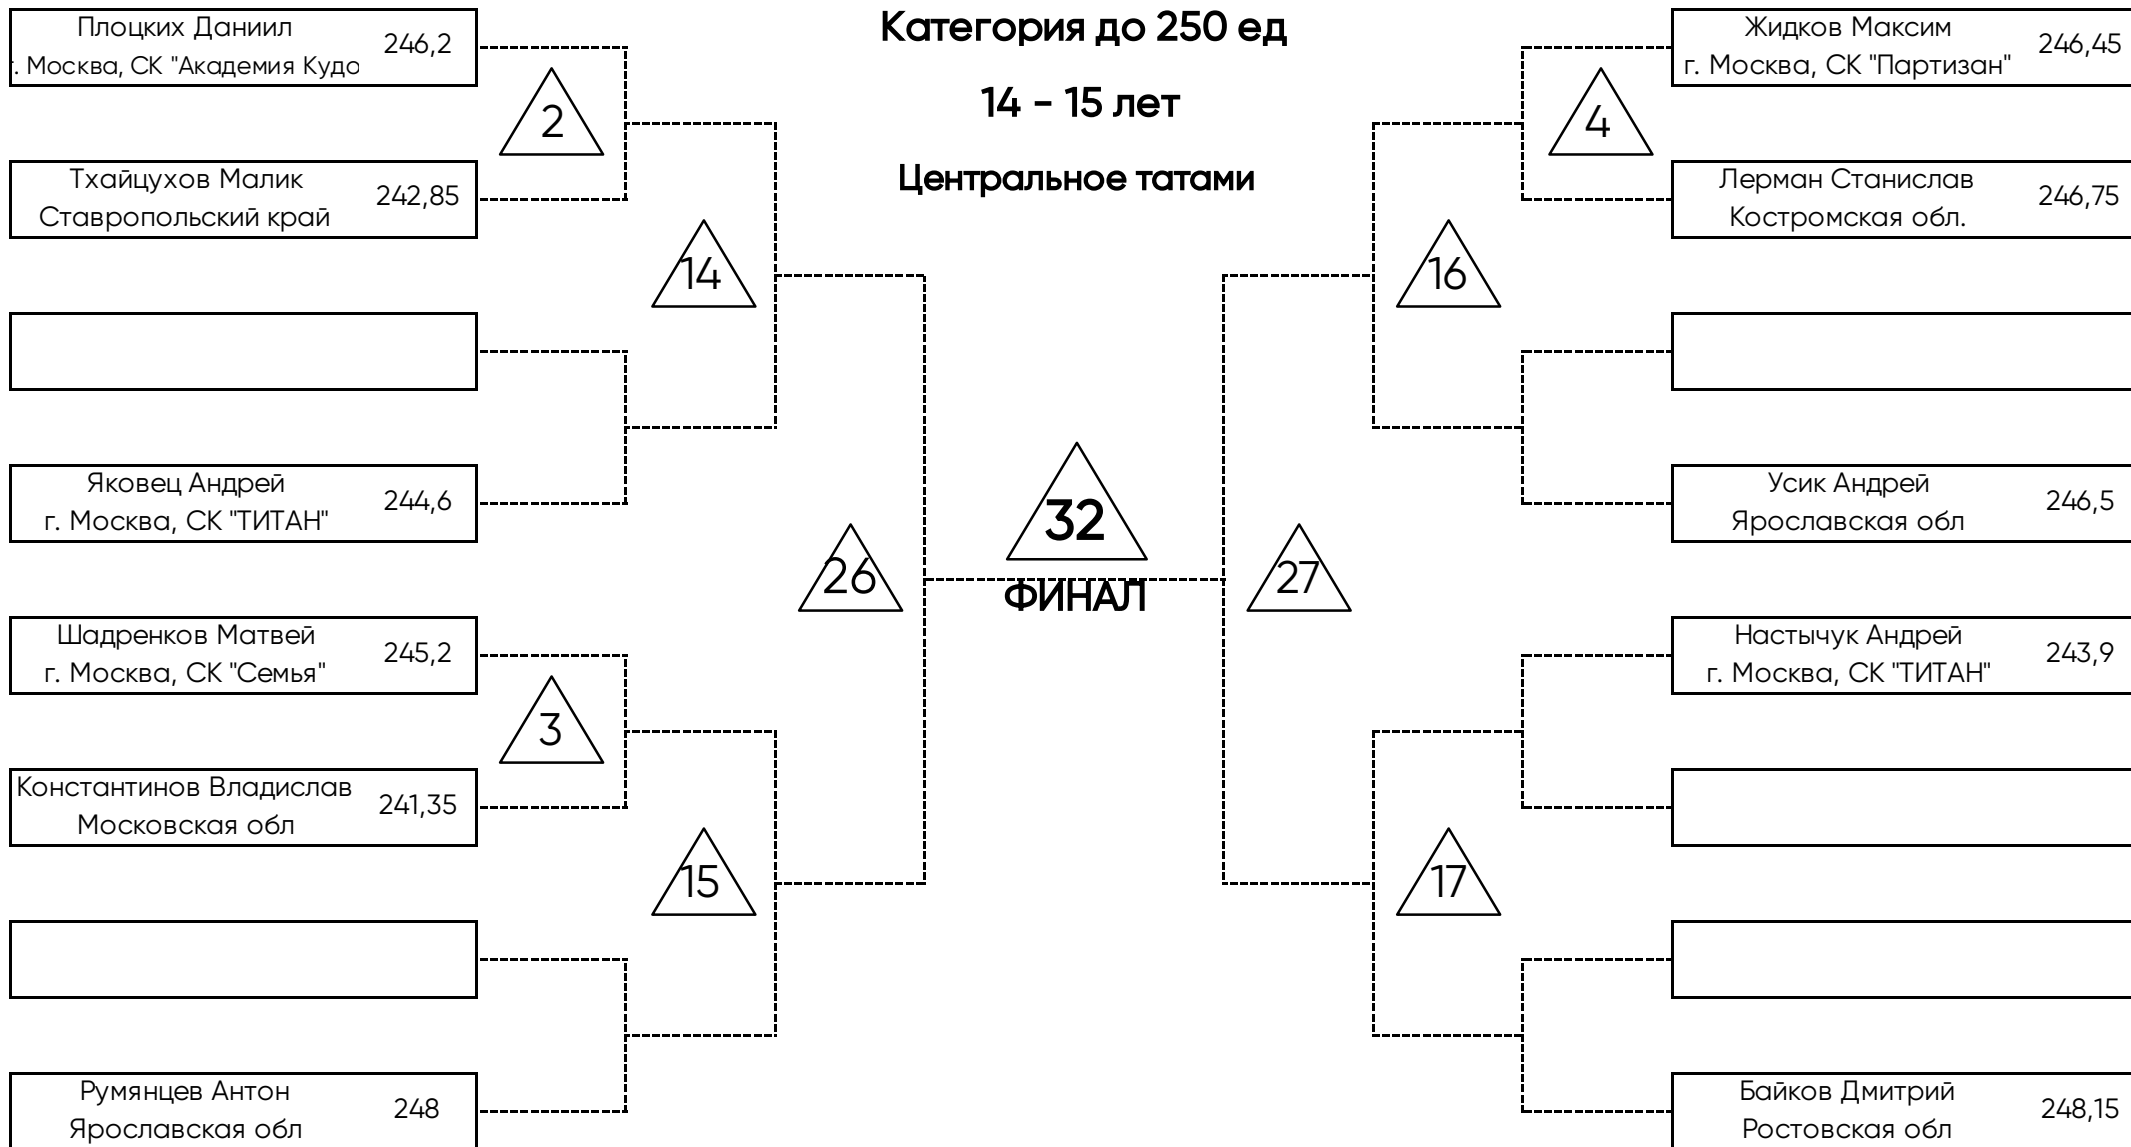 Категория до 250 ед
14 - 15 лет
Центральное татами
Плоцких Даниил
г. Москва, СК "Академия Кудо
246,2
2
Тхайцухов Малик
Ставропольский край
242,85
14
Яковец Андрей
г. Москва, СК "ТИТАН"
244,6
26
Шадренков Матвей
г. Москва, СК "Семья"
245,2
3
Константинов Владислав
Московская обл
241,35
15
Румянцев Антон
Ярославская обл
248
32
ФИНАЛ
Жидков Максим
г. Москва, СК "Партизан"
246,45
4
Лерман Станислав
Костромская обл.
246,75
16
Усик Андрей
Ярославская обл
246,5
27
Настычук Андрей
г. Москва, СК "ТИТАН"
243,9
17
Байков Дмитрий
Ростовская обл
248,15